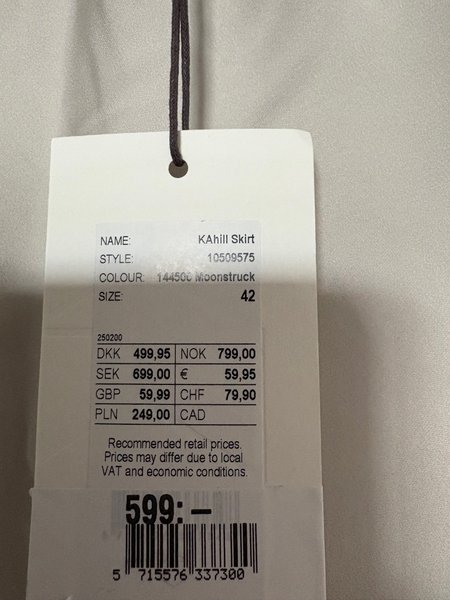 NAME: KAhill Skirt
STYLE: 10509575
COLOUR: 144500 Moonstruck
SIZE: 42
250200
DKK 499,95 NOK 799,00
SEK 699,00 € 59,95
GBP 59,99 CHF 79,90
PLN 249,00 CAD
Recommended retail prices.
Prices may differ due to local
VAT and economic conditions.
599:-
5 715576 337300